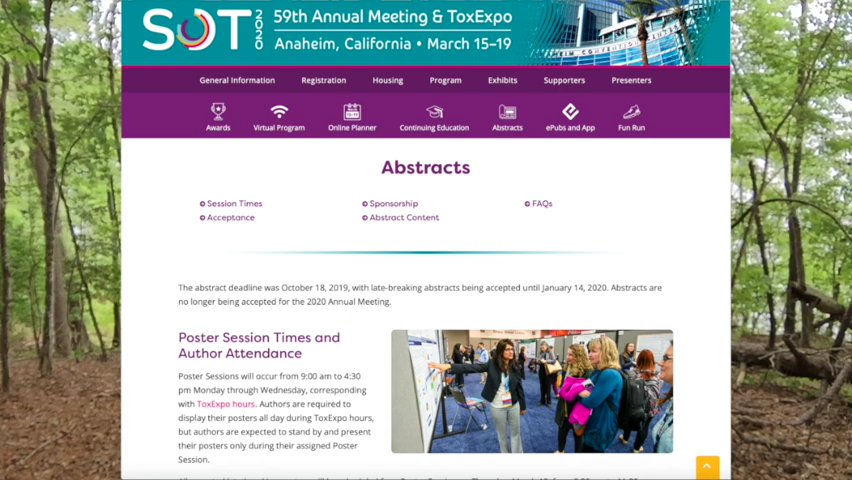 SOT
2020
59th Annual Meeting & ToxExpo
Anaheim, California • March 15–19
ANAHEIM CONVENTION CENTER
General Information Registration Housing Program Exhibits Supporters Presenters
Awards Virtual Program Online Planner Continuing Education Abstracts ePubs and App Fun Run
Abstracts
Session Times Sponsorship FAQs
Acceptance Abstract Content
The abstract deadline was October 18, 2019, with late-breaking abstracts being accepted until January 14, 2020. Abstracts are
no longer being accepted for the 2020 Annual Meeting.
Poster Session Times and
Author Attendance
Poster Sessions will occur from 9:00 am to 4:30
pm Monday through Wednesday, corresponding
with ToxExpo hours. Authors are required to
display their posters all day during ToxExpo hours,
but authors are expected to stand by and present
their posters only during their assigned Poster
Session.